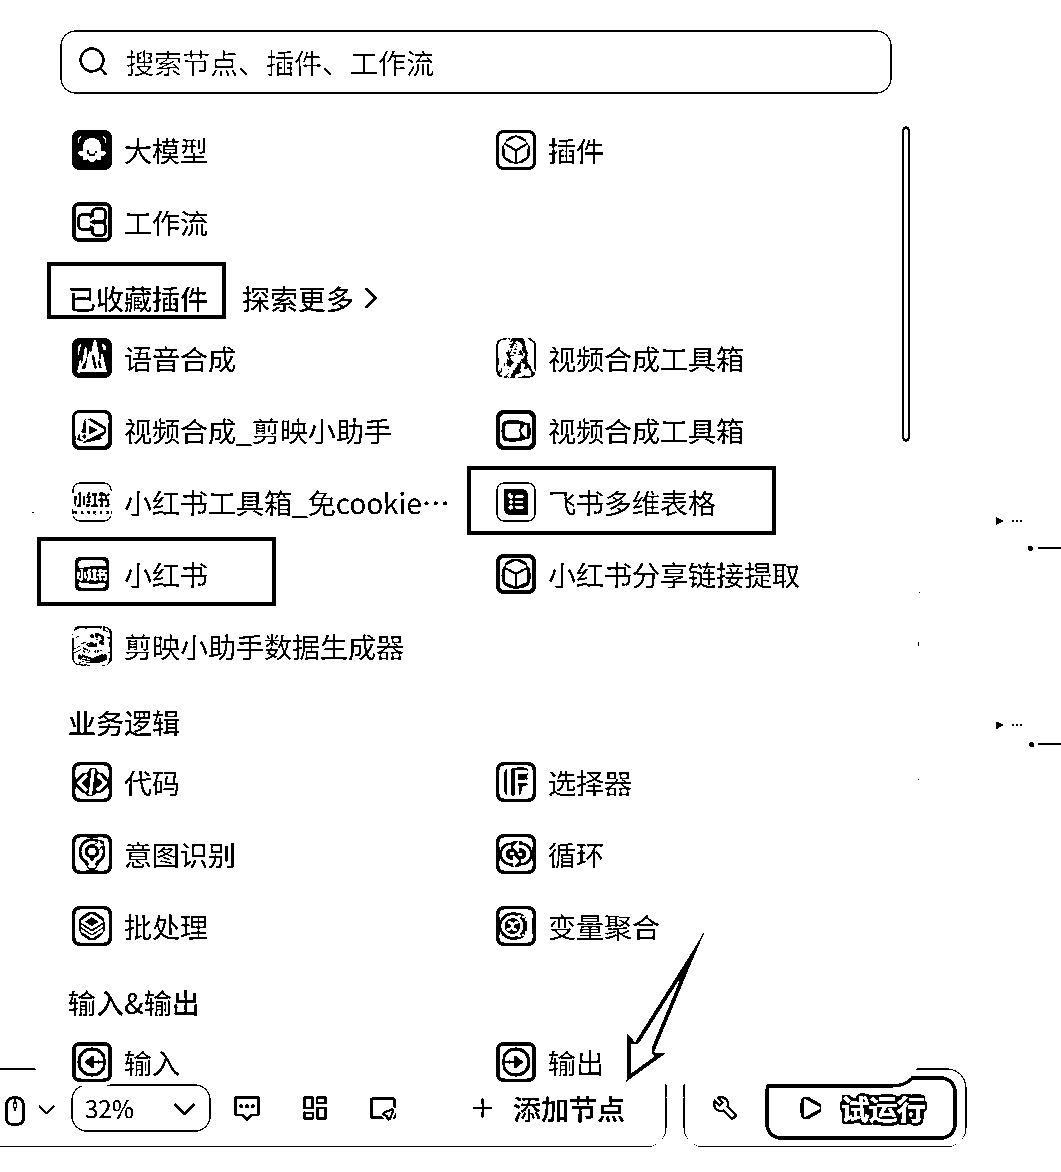 搜索节点、插件、工作流
大模型
插件
工作流
已收藏插件 探索更多 >
语音合成
视频合成工具箱
视频合成_剪映小助手
视频合成工具箱
小红书工具箱_免cookie…
飞书多维表格
小红书
小红书分享链接提取
剪映小助手数据生成器
业务逻辑
代码
选择器
意图识别
循环
批处理
变量聚合
输入&输出
输入
输出
32%
+ 添加节点
试运行